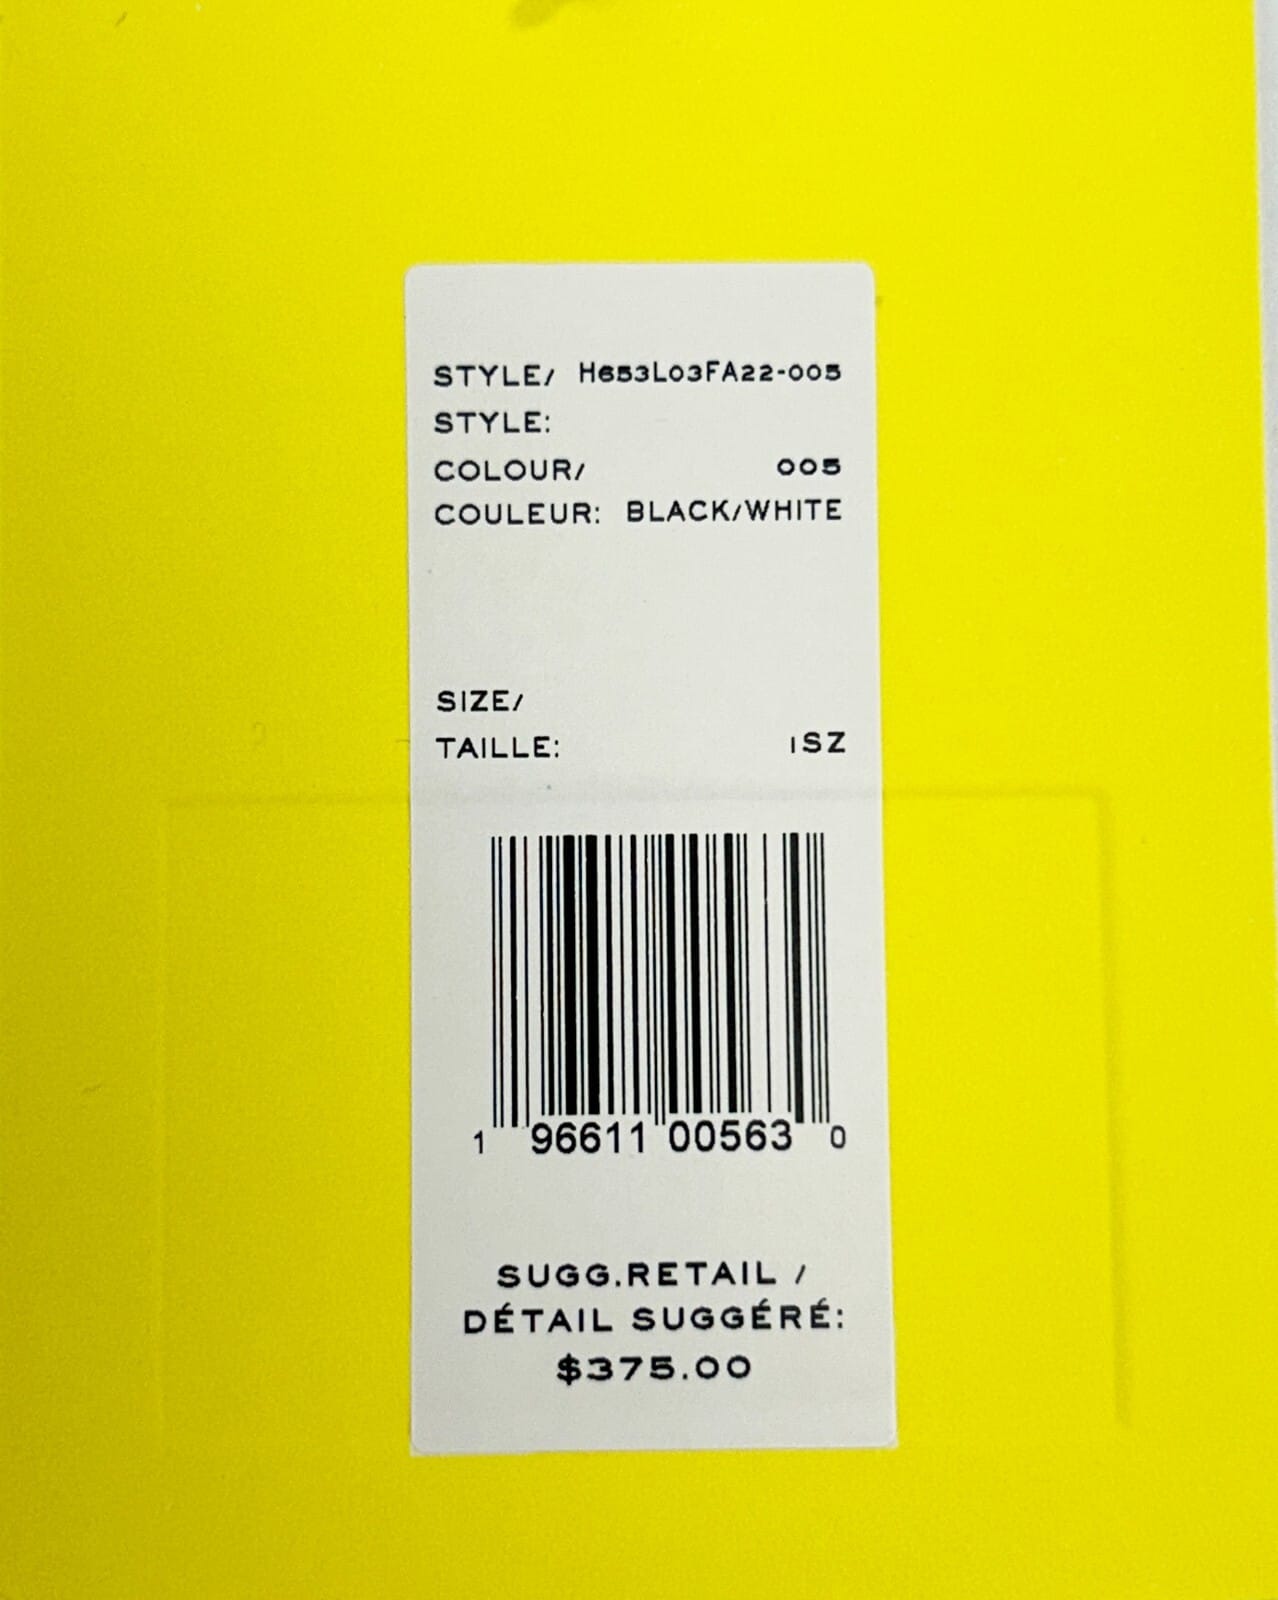 STYLE/ H653L03FA22-005
STYLE:
COLOUR/ 005
COULEUR: BLACK/WHITE
SIZE/
TAILLE: 1SZ
1 96611 00563 0
SUGG.RETAIL /
DÉTAIL SUGGÉRÉ:
$375.00